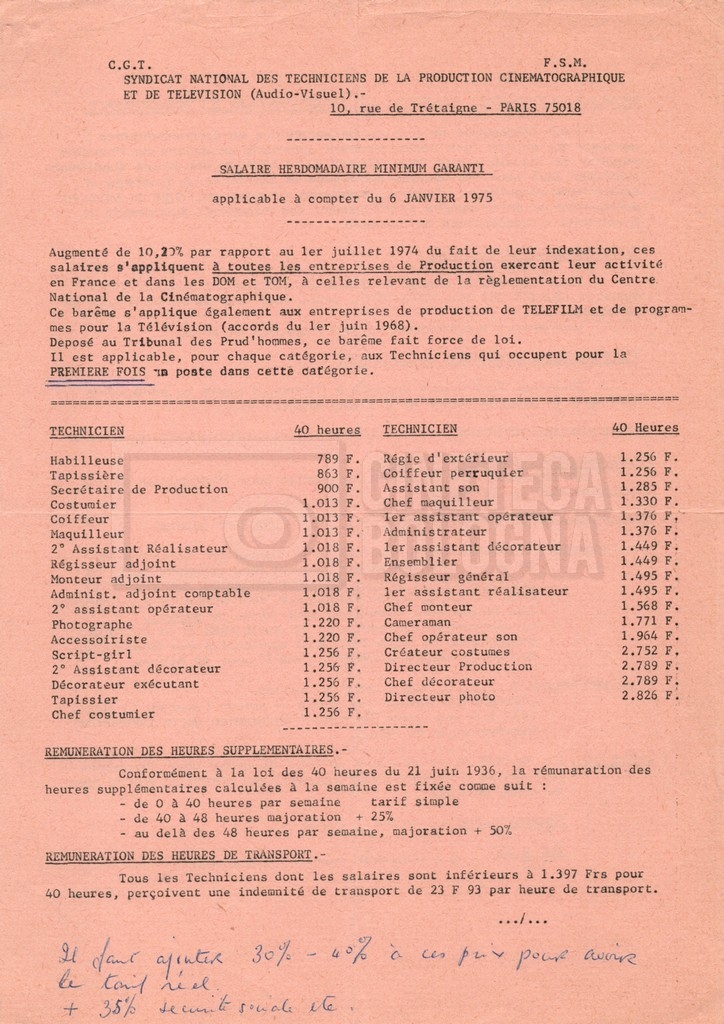 C.G.T. F.S.M.
SYNDICAT NATIONAL DES TECHNICIENS DE LA PRODUCTION CINEMATOGRAPHIQUE
ET DE TELEVISION (Audio-Visuel).-
10, rue de Trétaigne - PARIS 75018
SALAIRE HEBDOMADAIRE MINIMUM GARANTI
applicable à compter du 6 JANVIER 1975
Augmenté de 10,20% par rapport au 1er juillet 1974 du fait de leur indexation, ces
salaires s'appliquent à toutes les entreprises de Production exercant leur activité
en France et dans les DOM et TOM, à celles relevant de la règlementation du Centre
National de la Cinématographique.
Ce barême s'applique également aux entreprises de production de TELEFILM et de program-
mes pour la Télévision (accords du 1er juin 1968).
Deposé au Tribunal des Prud'hommes, ce barême fait force de loi.
Il est applicable, pour chaque catégorie, aux Techniciens qui occupent pour la
PREMIERE FOIS un poste dans cette catégorie.
TECHNICIEN 40 heures TECHNICIEN 40 Heures
Habilleuse 789 F. Régie d'extérieur 1.256 F.
Tapissière 863 F. Coiffeur perruquier 1.256 F.
Secrétaire de Production 900 F. Assistant son 1.285 F.
Costumier 1.013 F. Chef maquilleur 1.330 F.
Coiffeur 1.013 F. 1er assistant opérateur 1.376 F.
Maquilleur 1.013 F. Administrateur 1.376 F.
2° Assistant Réalisateur 1.018 F. 1er assistant décorateur 1.449 F.
Régisseur adjoint 1.018 F. Ensemblier 1.449 F.
Monteur adjoint 1.018 F. Régisseur général 1.495 F.
Administ. adjoint comptable 1.018 F. 1er assistant réalisateur 1.495 F.
2° assistant opérateur 1.018 F. Chef monteur 1.568 F.
Photographe 1.220 F. Cameraman 1.771 F.
Accessoiriste 1.220 F. Chef opérateur son 1.964 F.
Script-girl 1.256 F. Créateur costumes 2.752 F.
2° Assistant décorateur 1.256 F. Directeur Production 2.789 F.
Décorateur exécutant 1.256 F. Chef décorateur 2.789 F.
Tapissier 1.256 F. Directeur photo 2.826 F.
Chef costumier 1.256 F.
REMUNERATION DES HEURES SUPPLEMENTAIRES.-
Conformément à la loi des 40 heures du 21 juin 1936, la rémunaration des
heures supplémentaires calculées à la semaine est fixée comme suit :
- de 0 à 40 heures par semaine tarif simple
- de 40 à 48 heures majoration + 25%
- au delà des 48 heures par semaine, majoration + 50%
REMUNERATION DES HEURES DE TRANSPORT.-
Tous les Techniciens dont les salaires sont inférieurs à 1.397 Frs pour
40 heures, perçoivent une indemnité de transport de 23 F 93 par heure de transport.
.../...
Il faut ajouter 30% - 40% à ces prix pour avoir
le tarif réel.
+ 35% securité sociale etc.
CINETECA
BOLOGNA